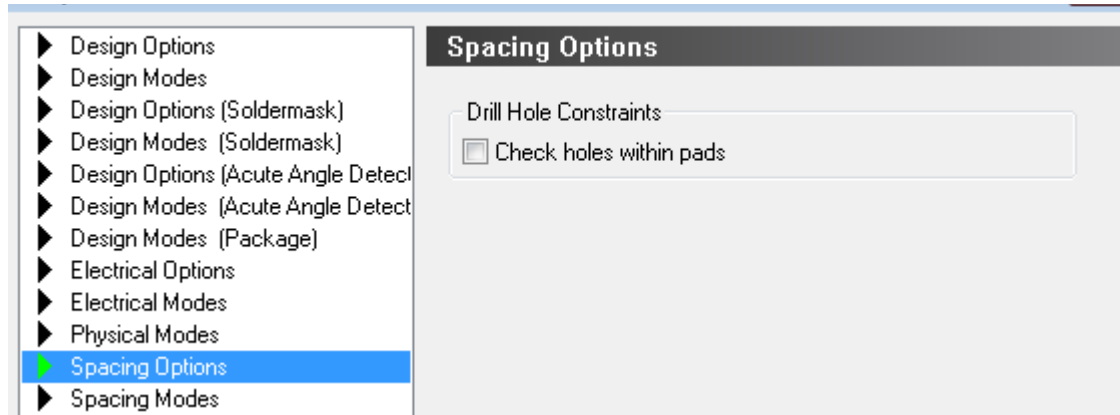 Design Options
Design Modes
Design Options (Soldermask)
Design Modes (Soldermask)
Design Options (Acute Angle Detect
Design Modes (Acute Angle Detect
Design Modes (Package)
Electrical Options
Electrical Modes
Physical Modes
Spacing Options
Spacing Modes
Spacing Options
Drill Hole Constraints
Check holes within pads